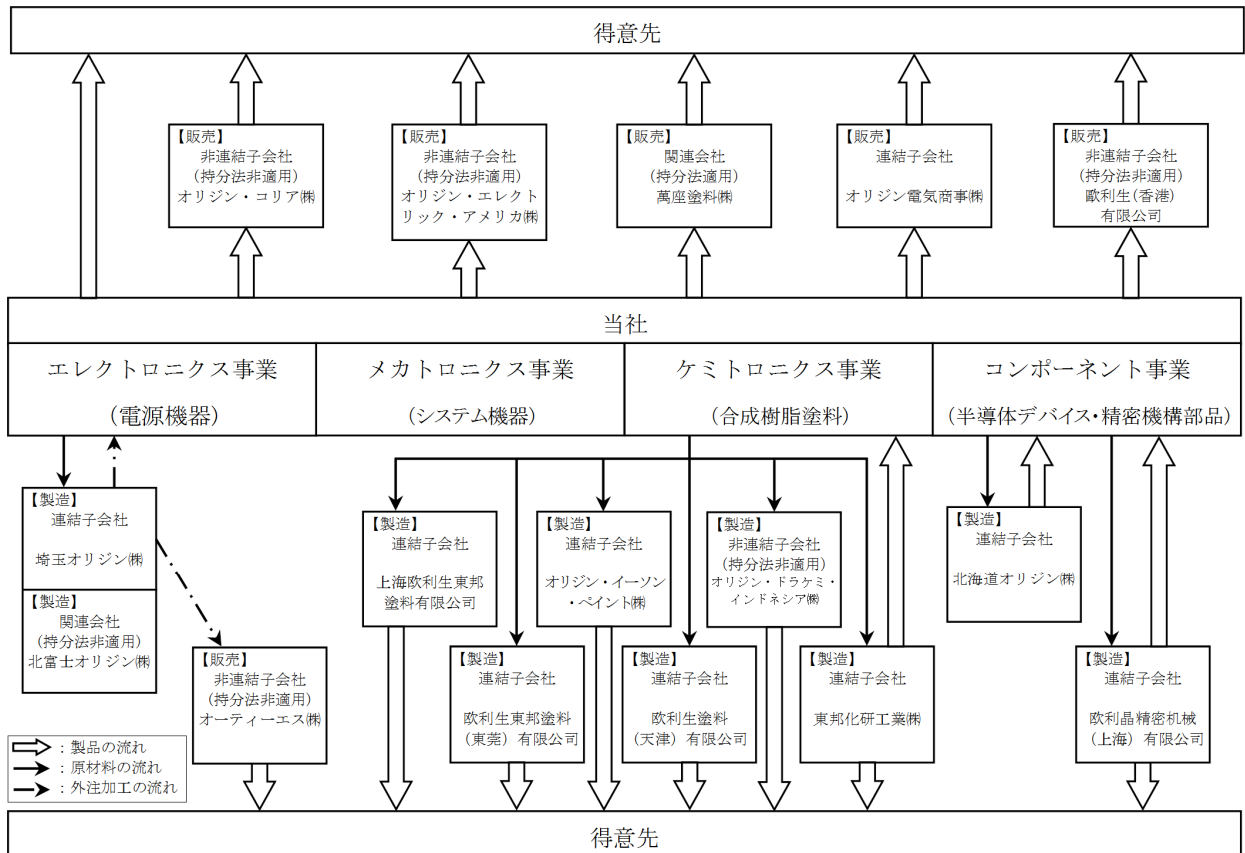 得意先
【販売】
非連結子会社
(持分法非適用)
オリジン・コリア㈱
【販売】
非連結子会社
(持分法非適用)
オリジン・エレクト
リック・アメリカ㈱
【販売】
関連会社
(持分法適用)
萬座塗料㈱
【販売】
連結子会社
オリジン電気商事㈱
【販売】
非連結子会社
(持分法非適用)
歐利生(香港)
有限公司
当社
エレクトロニクス事業
(電源機器)
メカトロニクス事業
(システム機器)
ケミトロニクス事業
(合成樹脂塗料)
コンポーネント事業
(半導体デバイス・精密機構部品)
【製造】
連結子会社
埼玉オリジン㈱
【製造】
関連会社
(持分法非適用)
北富士オリジン㈱
【販売】
非連結子会社
(持分法非適用)
オーティーエス㈱
【製造】
連結子会社
上海欧利生東邦
塗料有限公司
【製造】
連結子会社
オリジン・イーソン
・ペイント㈱
【製造】
非連結子会社
(持分法非適用)
オリジン・ドラケミ・
インドネシア㈱
【製造】
連結子会社
欧利生東邦塗料
(東莞)有限公司
【製造】
連結子会社
欧利生塗料
(天津)有限公司
【製造】
連結子会社
東邦化研工業㈱
【製造】
連結子会社
北海道オリジン㈱
【製造】
連結子会社
欧利晶精密机械
(上海)有限公司
：製品の流れ
：原材料の流れ
：外注加工の流れ
得意先